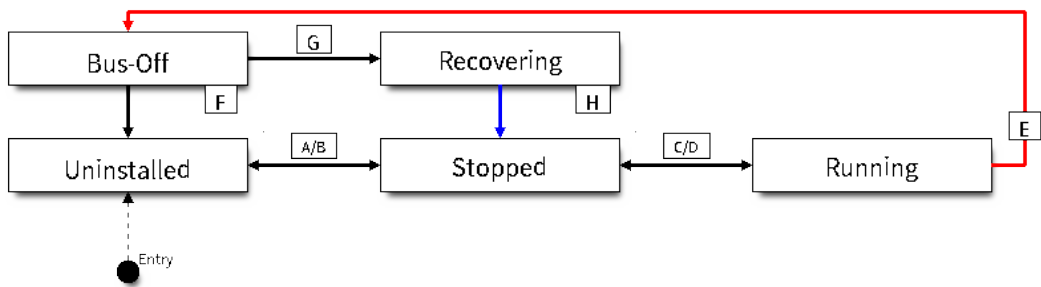 G
Bus-Off
Recovering
F
H
E
A/B
C/D
Uninstalled
Stopped
Running
Entry